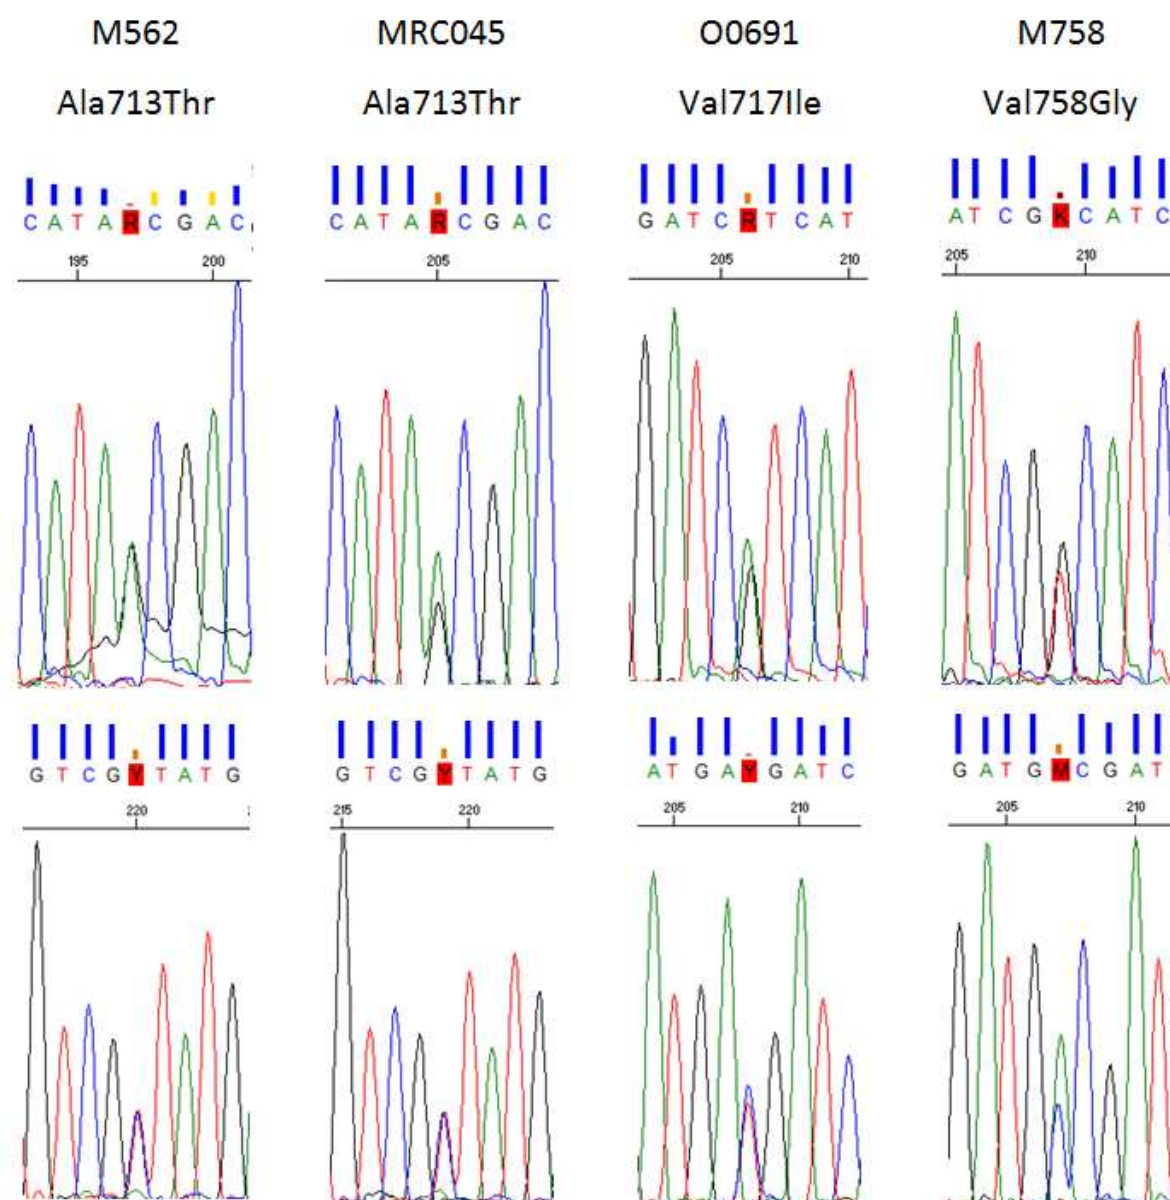 M562 MRC045 O0691 M758
Ala713Thr Ala713Thr Val717Ile Val758Gly
C A T A R C G A C C A T A R C G A C G A T C R T C A T A T C G K C A T C
195 200 205 205 210 205 210
G T C G Y T A T G G T C G Y T A T G A T G A Y G A T C G A T G M C G A T
220 215 220 205 210 205 210